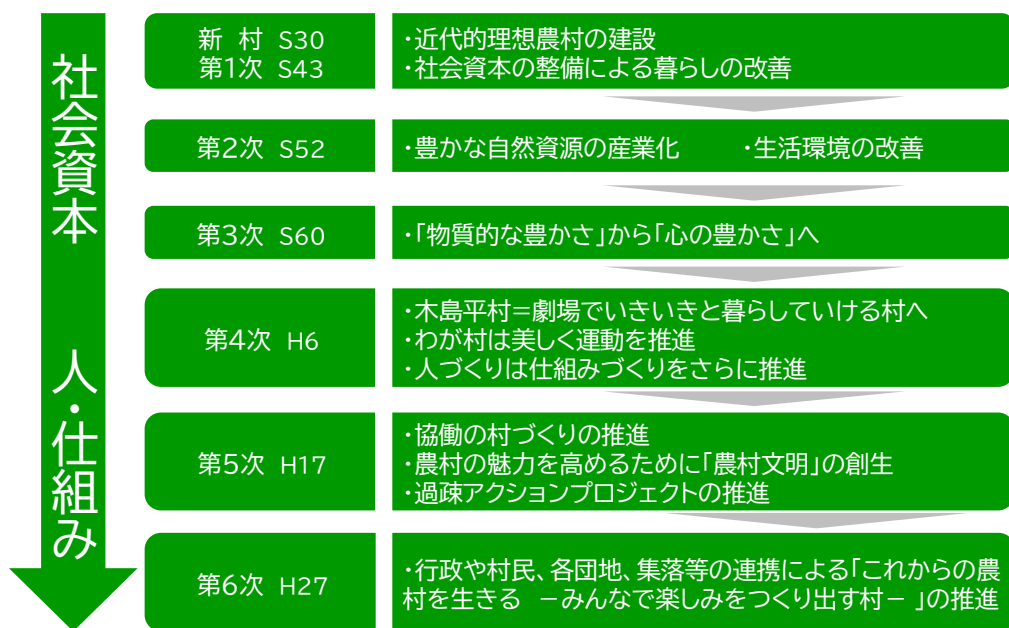 社会資本　人・仕組み
新 村 S30
第1次 S43
・近代的理想農村の建設
・社会資本の整備による暮らしの改善
第2次 S52
・豊かな自然資源の産業化　　・生活環境の改善
第3次 S60
・「物質的な豊かさ」から「心の豊かさ」へ
第4次 H6
・木島平村＝劇場でいきいきと暮らしていける村へ
・わが村は美しく運動を推進
・人づくりは仕組みづくりをさらに推進
第5次 H17
・協働の村づくりの推進
・農村の魅力を高めるために「農村文明」の創生
・過疎アクションプロジェクトの推進
第6次 H27
・行政や村民、各団地、集落等の連携による「これからの農
村を生きる　－みんなで楽しみをつくり出す村－ 」の推進